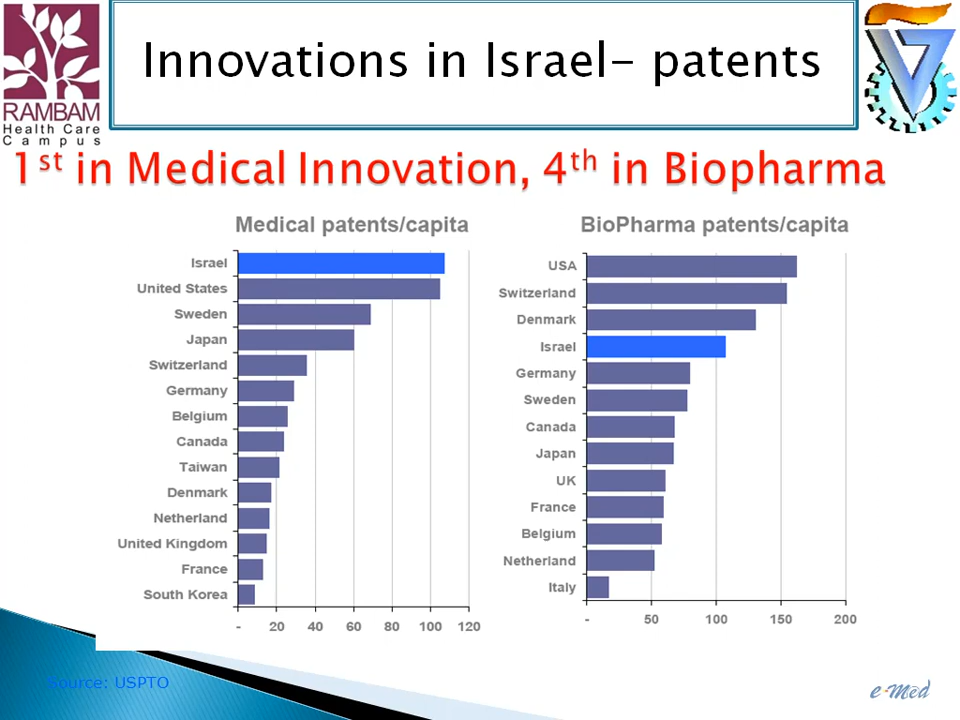 Innovations in Israel- patents
RAMBAM
Health Care
Campus
1st in Medical Innovation, 4th in Biopharma
Medical patents/capita
Israel
United States
Sweden
Japan
Switzerland
Germany
Belgium
Canada
Taiwan
Denmark
Netherland
United Kingdom
France
South Korea
- 20 40 60 80 100 120
BioPharma patents/capita
USA
Switzerland
Denmark
Israel
Germany
Sweden
Canada
Japan
UK
France
Belgium
Netherland
Italy
- 50 100 150 200
Source: USPTO
e-Med